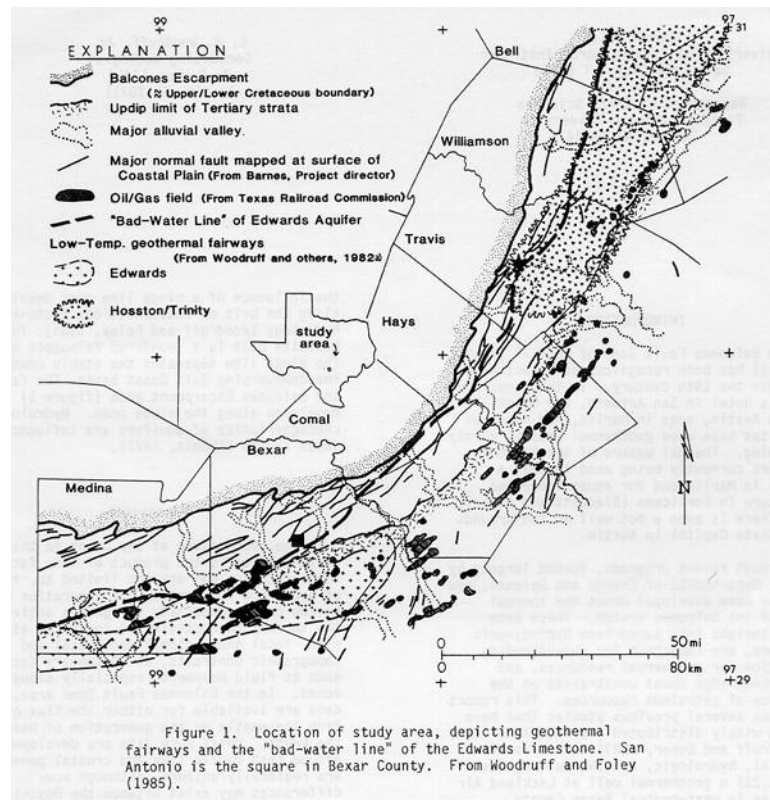 99
97
31
EXPLANATION
Balcones Escarpment
(≈ Upper/Lower Cretaceous boundary)
Updip limit of Tertiary strata
Major alluvial valley.
Major normal fault mapped at surface of
Coastal Plain (From Barnes, Project director)
Oil/Gas field (From Texas Railroad Commission)
"Bad-Water Line" of Edwards Aquifer
Low-Temp. geothermal fairways
(From Woodruff and others, 1982a)
Edwards
Hosston/Trinity
Bell
Williamson
Travis
study
area
Hays
Comal
Bexar
Medina
N
0 50 mi
0 80 km
99
97
29
Figure 1. Location of study area, depicting geothermal
fairways and the "bad-water line" of the Edwards Limestone. San
Antonio is the square in Bexar County. From Woodruff and Foley
(1985).